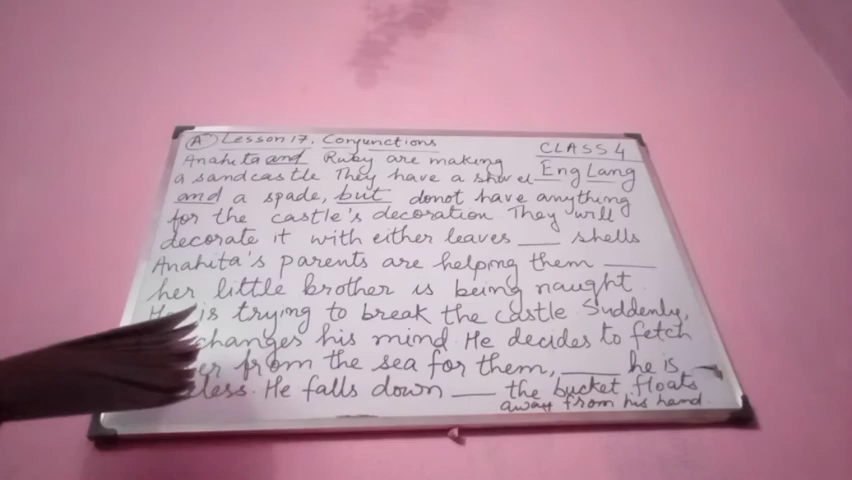 A Lesson 17. Conjunctions
CLASS 4
Eng Lang
Anahita and Ruby are making
a sandcastle They have a shovel
and a spade, but donot have anything
for the castle's decoration They will
decorate it with either leaves ___ shells
Anahita's parents are helping them ___
her little brother is being naught
He is trying to break the castle Suddenly,
changes his mind He decides to fetch
from the sea for them, ___ he is
He falls down ___ the bucket floats
away from his hand.